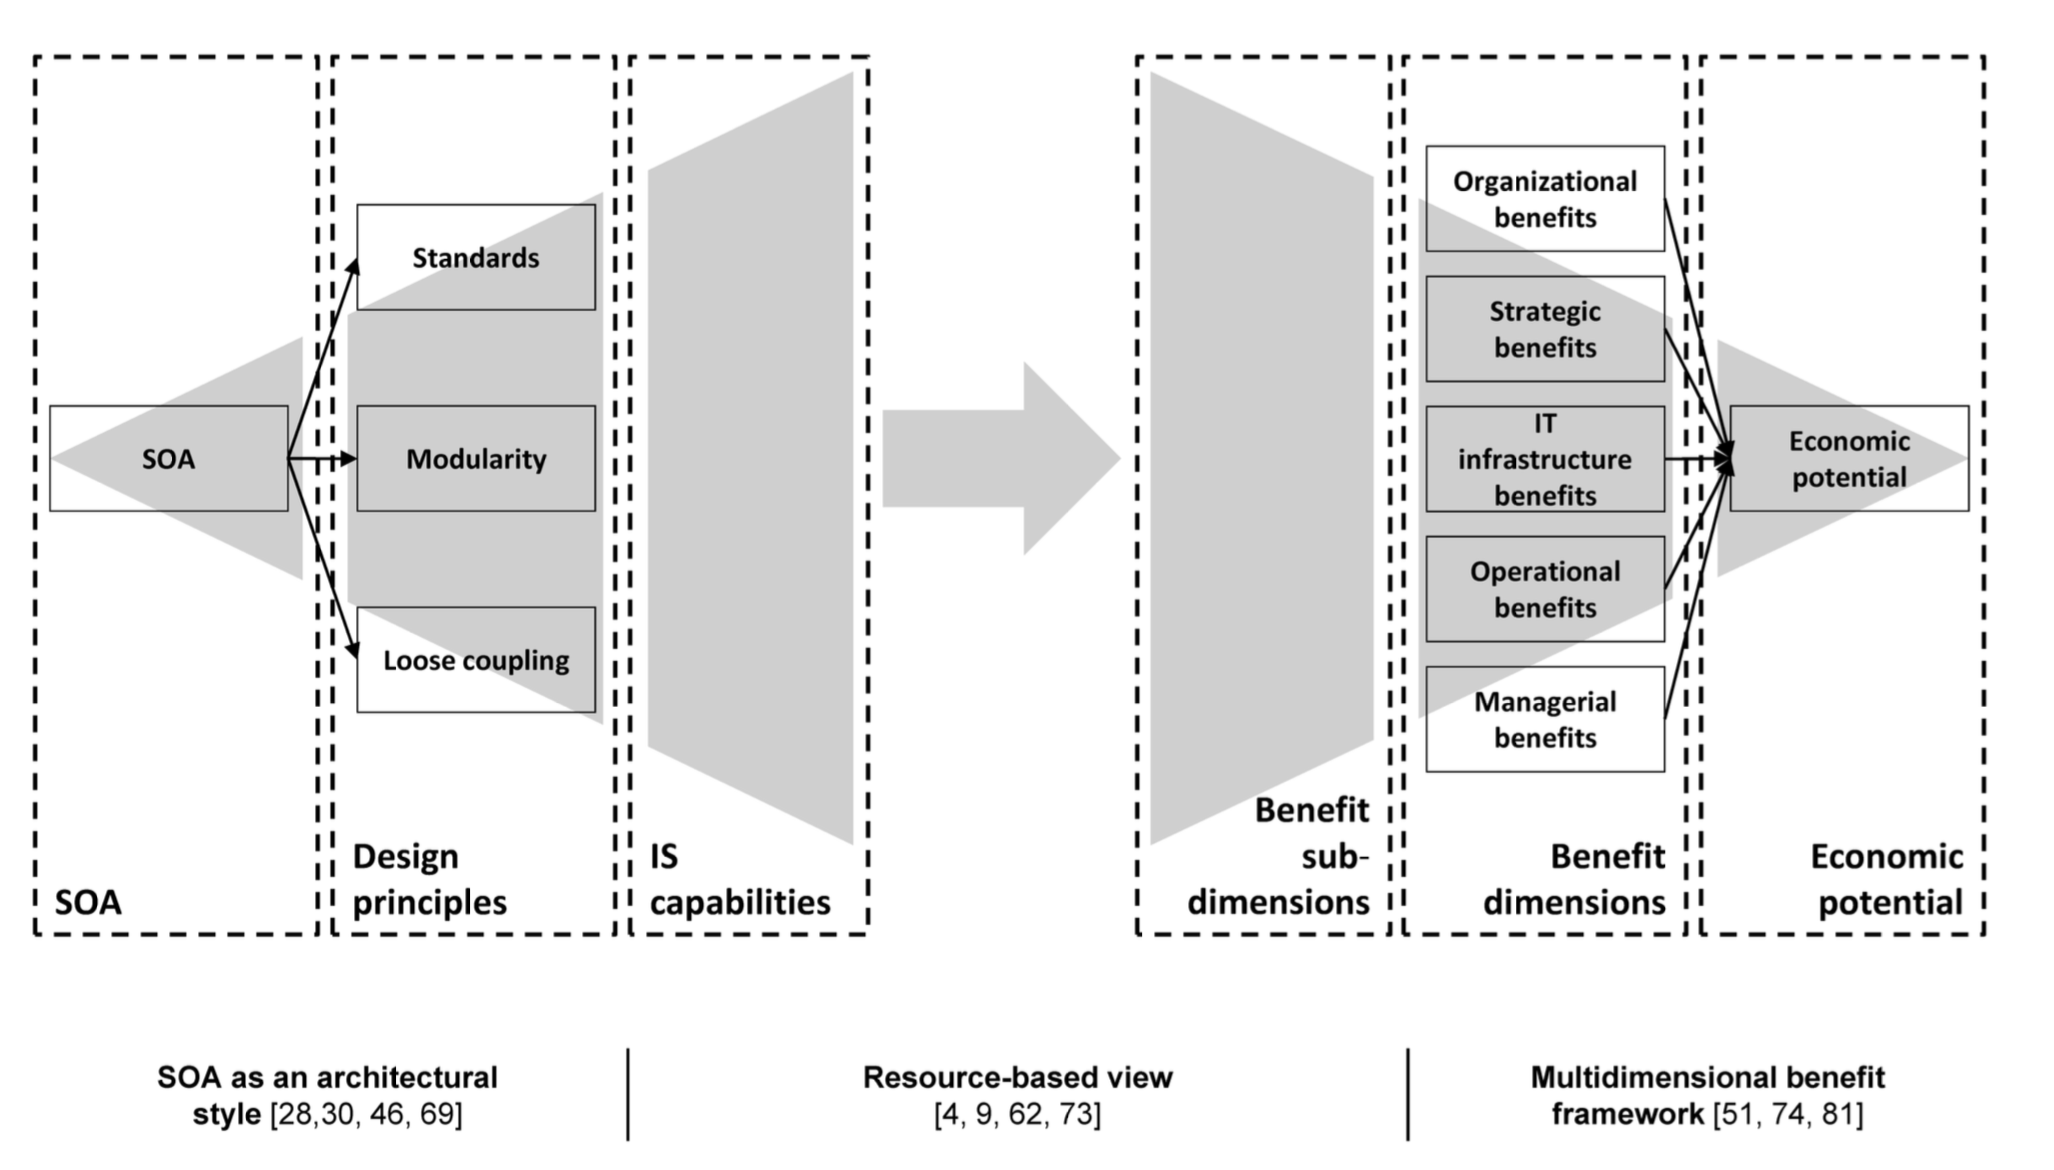 SOA
Standards
Modularity
Loose coupling
Organizational
benefits
Strategic
benefits
IT
infrastructure
benefits
Operational
benefits
Managerial
benefits
Economic
potential
SOA
Design
principles
IS
capabilities
Benefit
sub-
dimensions
Benefit
dimensions
Economic
potential
SOA as an architectural
style [28,30, 46, 69]
Resource-based view
[4, 9, 62, 73]
Multidimensional benefit
framework [51, 74, 81]